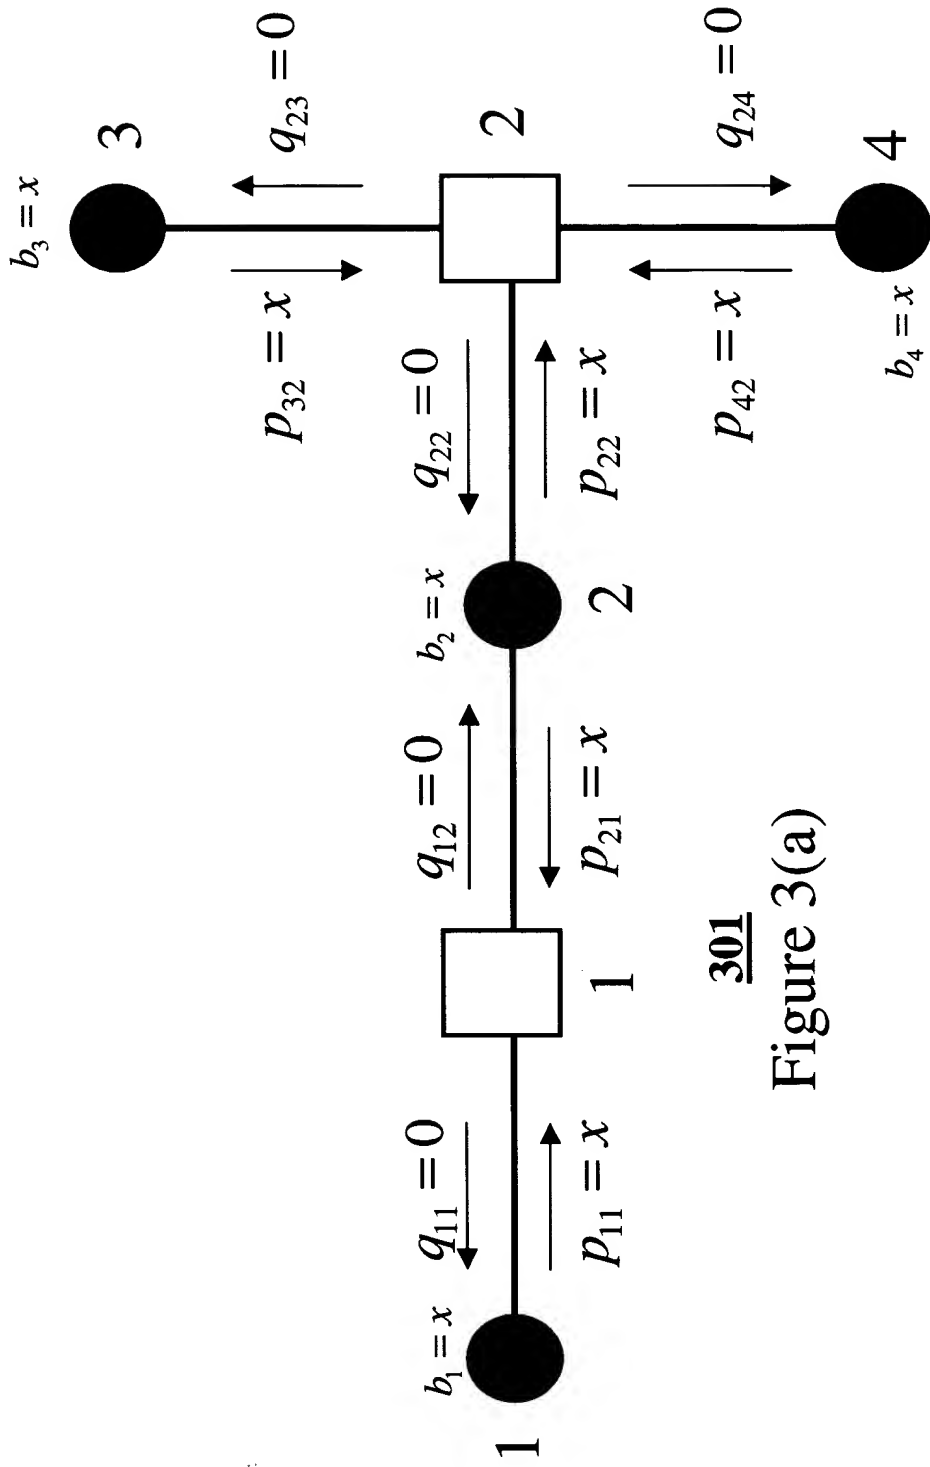 b₃ = x
3
p₃₂ = x
q₂₃ = 0
b₁ = x
1
q₁₁ = 0
p₁₁ = x
1
q₁₂ = 0
p₂₁ = x
b₂ = x
2
q₂₂ = 0
p₂₂ = x
2
p₄₂ = x
q₂₄ = 0
b₄ = x
4
301
Figure 3(a)